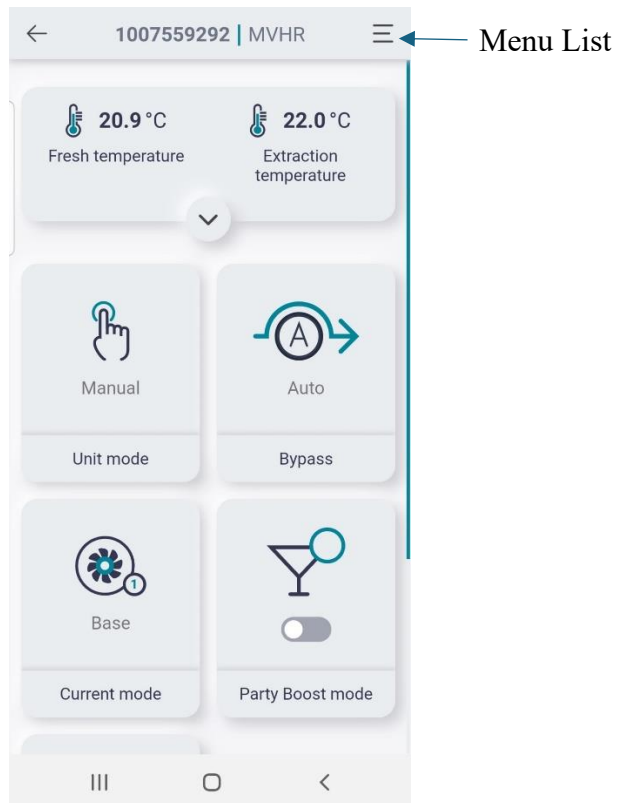 1007559292 | MVHR
Menu List
20.9 °C
22.0 °C
Fresh temperature
Extraction
temperature
Manual
A
Auto
Unit mode
Bypass
1
Base
Current mode
Party Boost mode